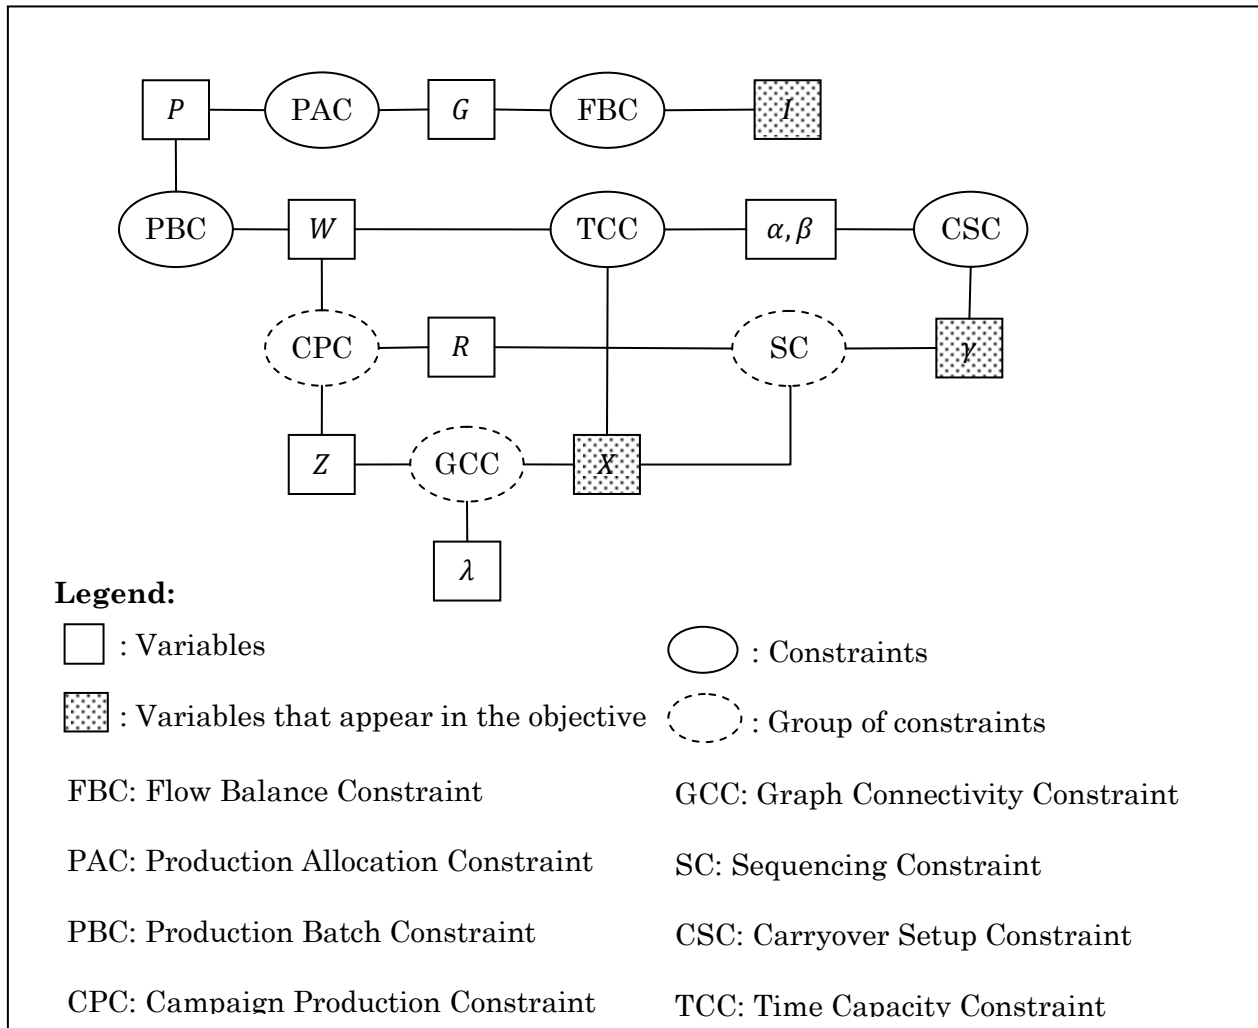 P PAC G FBC I
PBC W TCC α, β CSC
CPC R SC γ
Z GCC X
λ
Legend:
: Variables
: Constraints
: Variables that appear in the objective
: Group of constraints
FBC: Flow Balance Constraint
GCC: Graph Connectivity Constraint
PAC: Production Allocation Constraint
SC: Sequencing Constraint
PBC: Production Batch Constraint
CSC: Carryover Setup Constraint
CPC: Campaign Production Constraint
TCC: Time Capacity Constraint